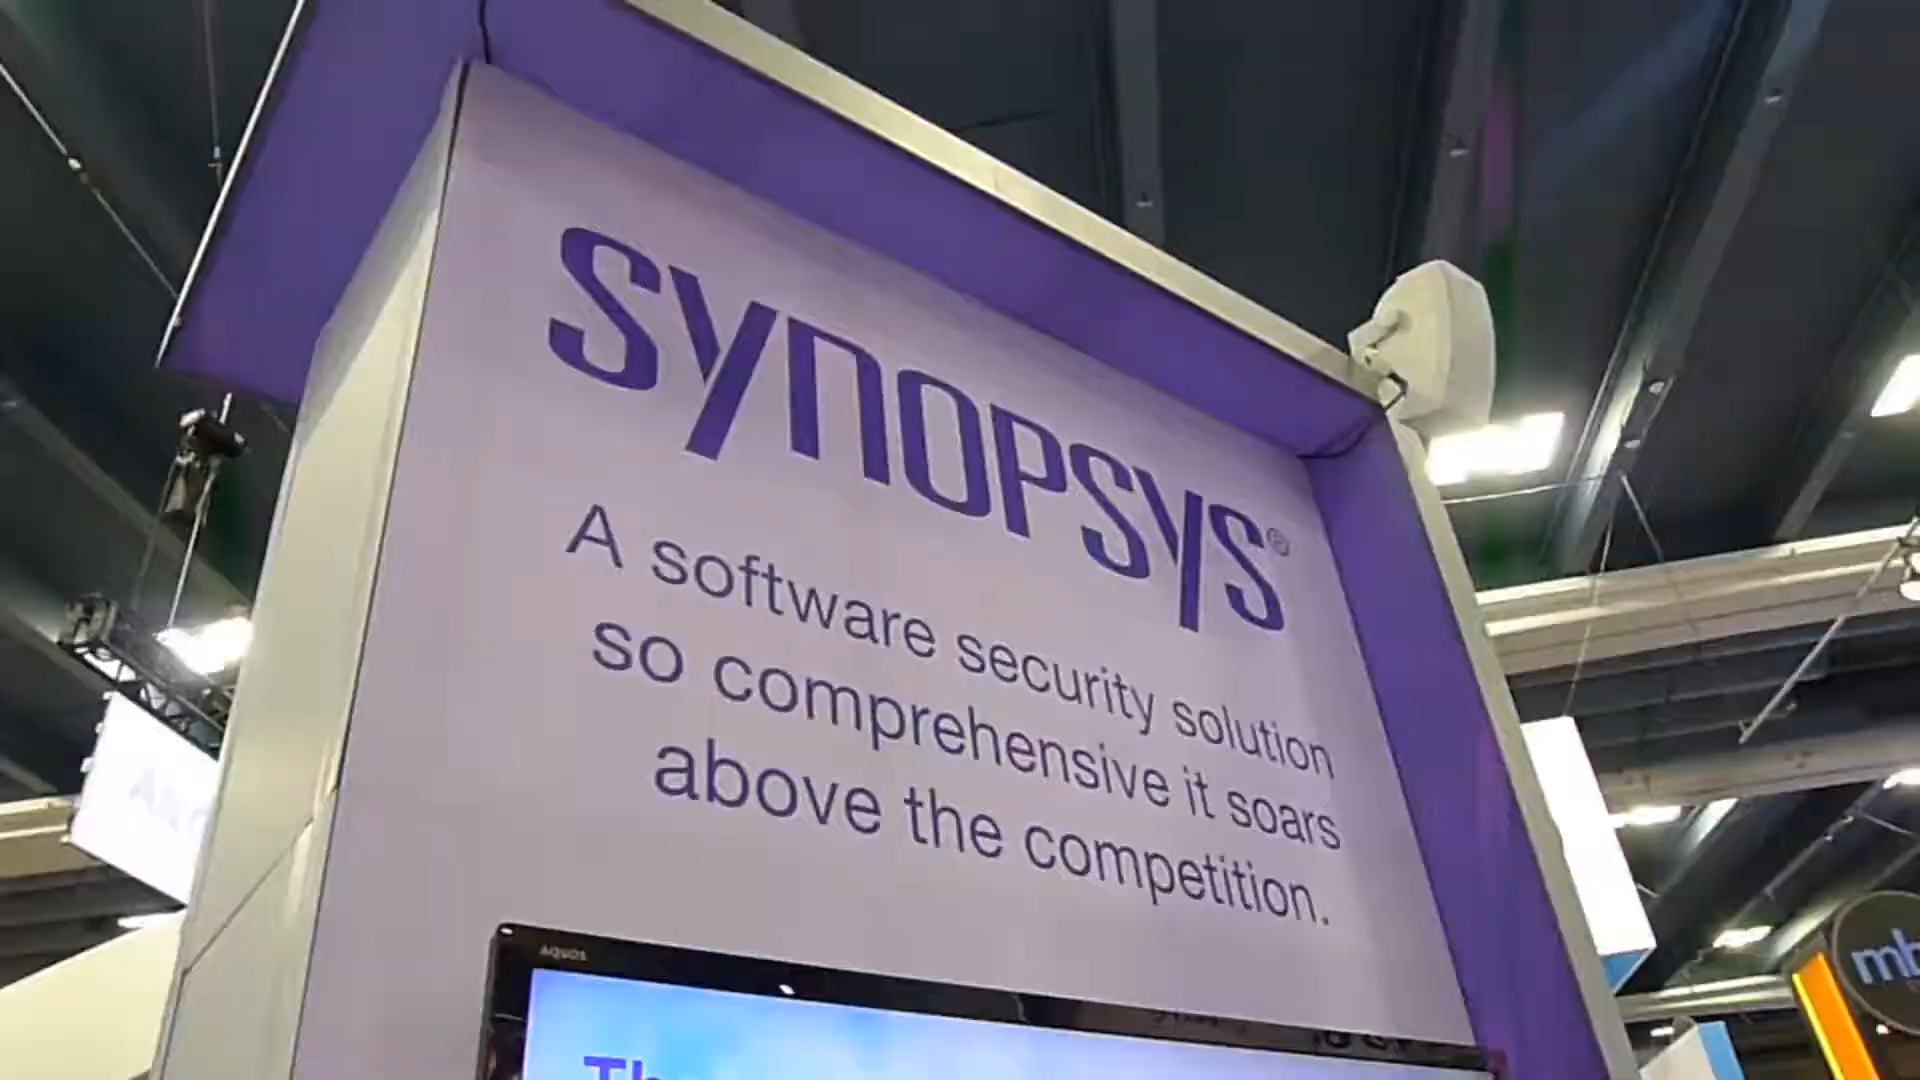 SYNOPSYS®
A software security solution
so comprehensive it soars
above the competition.
AQUOS